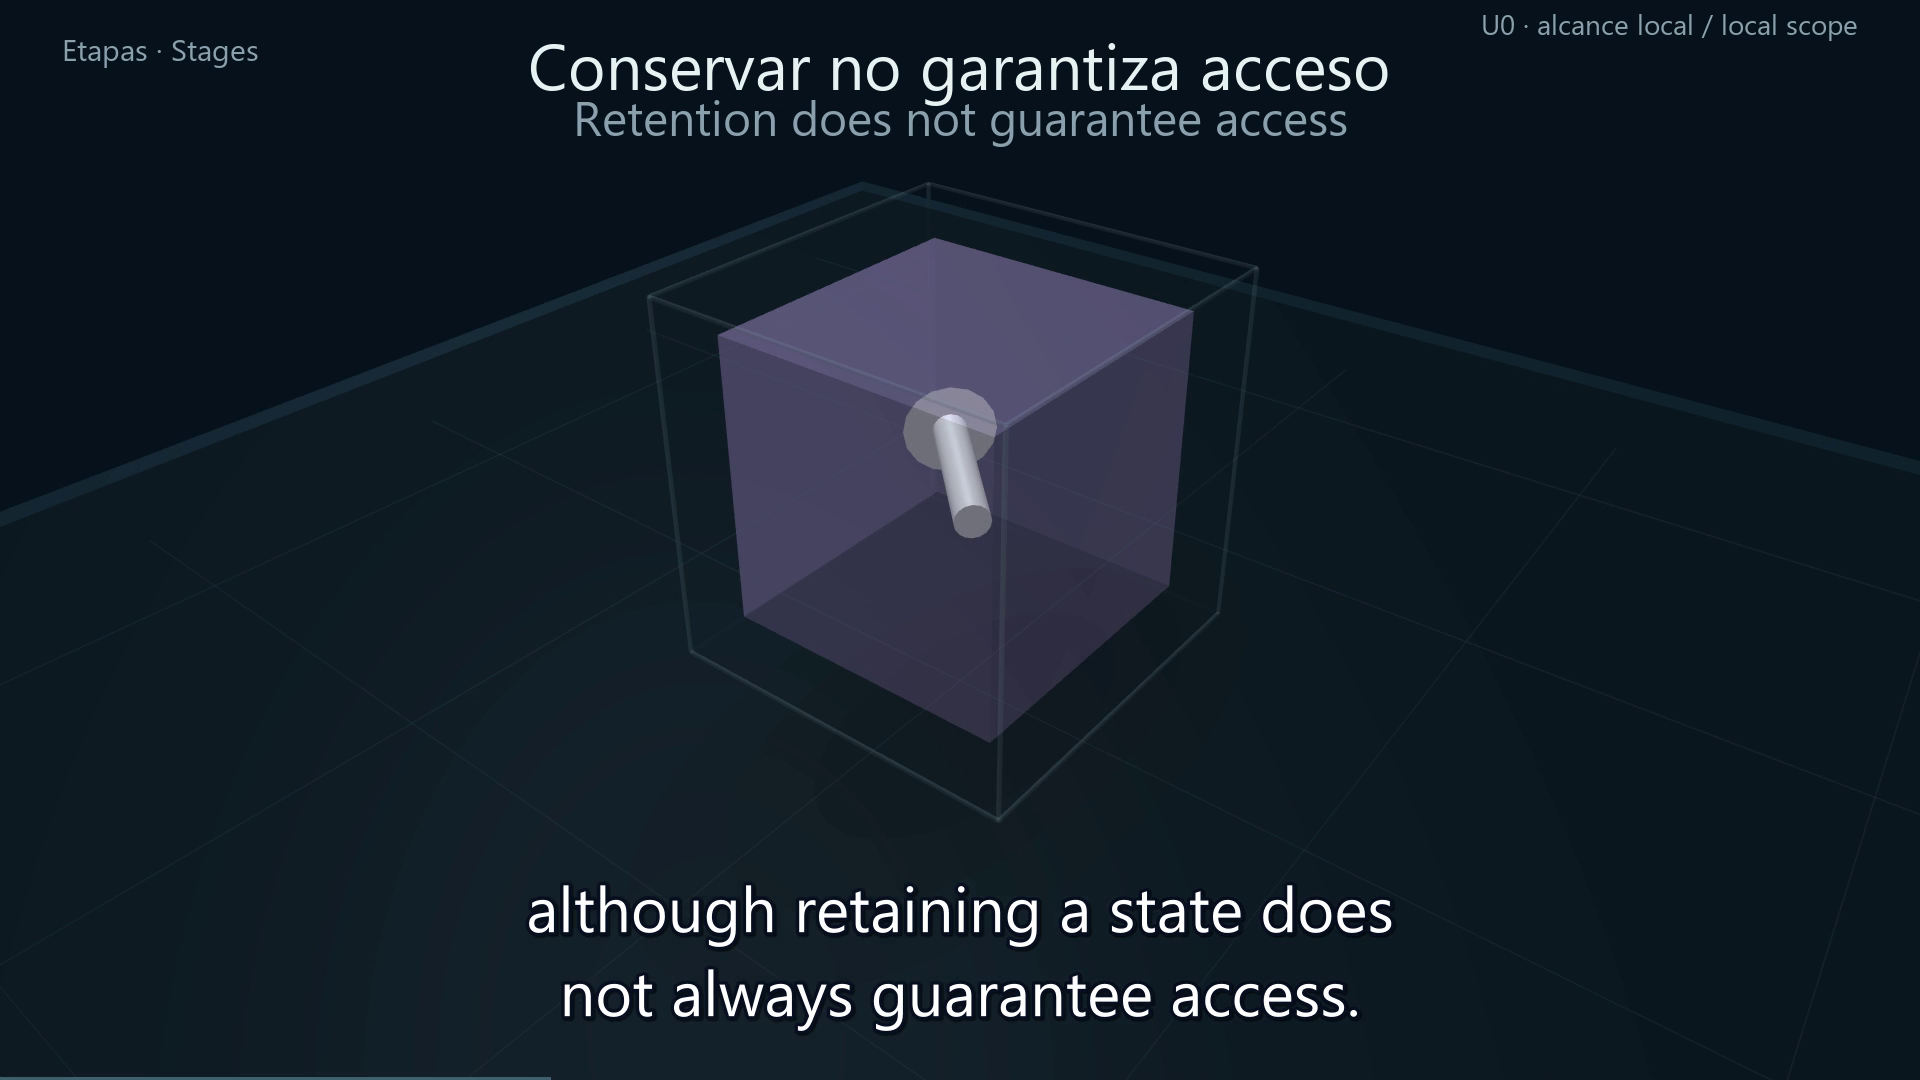 Etapas · Stages
U0 · alcance local / local scope
Conservar no garantiza acceso
Retention does not guarantee access
although retaining a state does
not always guarantee access.